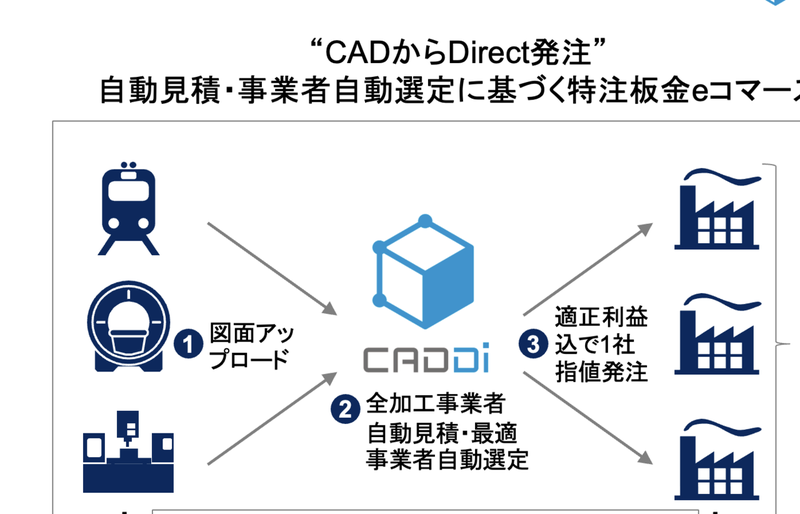 “CADからDirect発注”
自動見積・事業者自動選定に基づく特注板金eコマース
1 図面アッ
プロード
CADDi
2 全加工事業者
自動見積・最適
事業者自動選定
3 適正利益
込で1社
指値発注